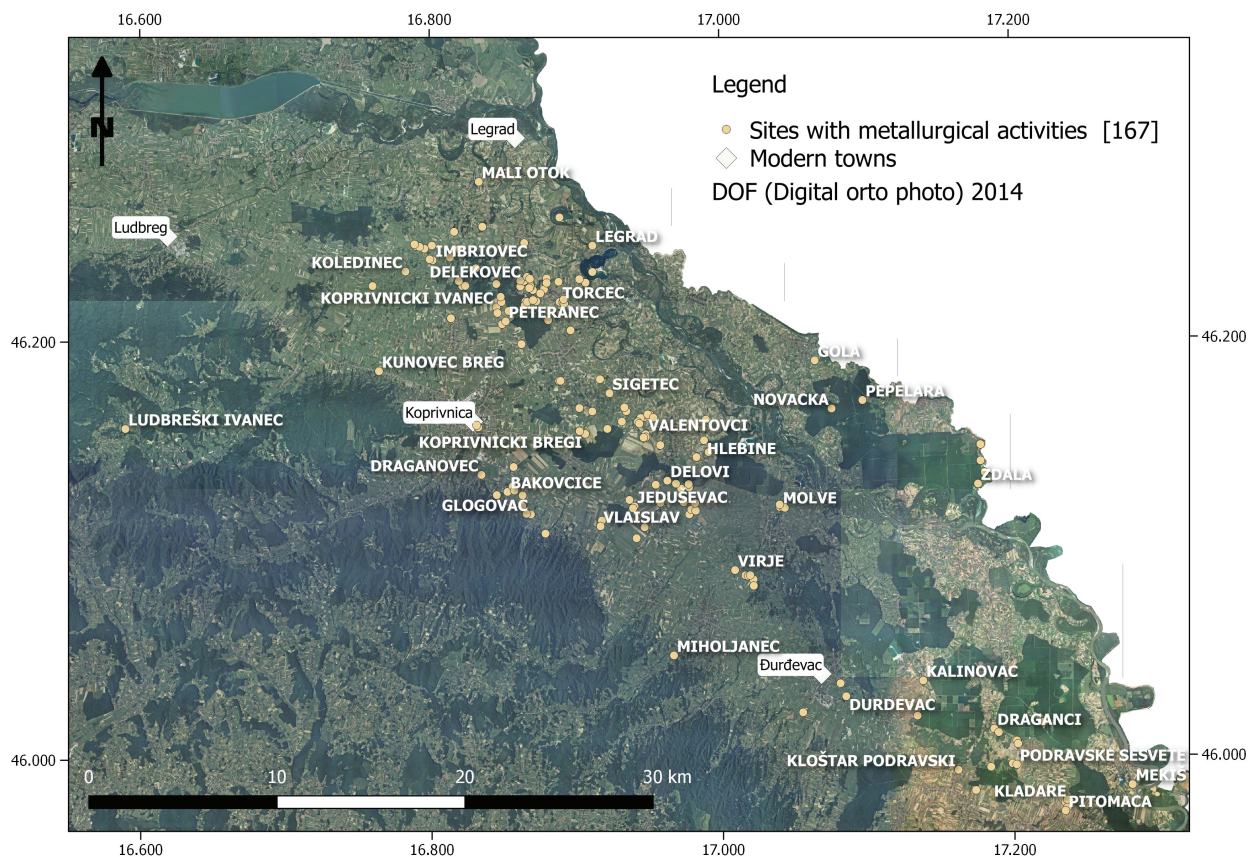 16.600 16.800 17.000 17.200
Legend
N
Legrad
Sites with metallurgical activities [167]
Modern towns
MALI OTOK
DOF (Digital orto photo) 2014
Ludbreg
LEGRAD
IMBRIOVEC
KOLEDINEC
DELEKOVEC
TORCEC
KOPRIVNICKI IVANEC
PETERANEC
46.200
46.200
GOLA
KUNOVEC BREG
SIGETEC
PEPELARA
NOVACKA
Koprivnica
LUDBREŠKI IVANEC
VALENTOVCI
KOPRIVNICKI BREGI
HLEBINE
DRAGANOVEC
DELOVI
ŽDALA
BAKOVCICE
JEDUŠEVAC
MOLVE
GLOGOVAC
VLAISLAV
VIRJE
MIHOLJANEC
Đurđevac
KALINOVAC
DURDEVAC
DRAGANCI
PODRAVSKE SESVETE
46.000
KLOŠTAR PODRAVSKI
46.000
0 10 20 30 km
MEKIS
KLADARE
PITOMACA
16.600 16.800 17.000 17.200